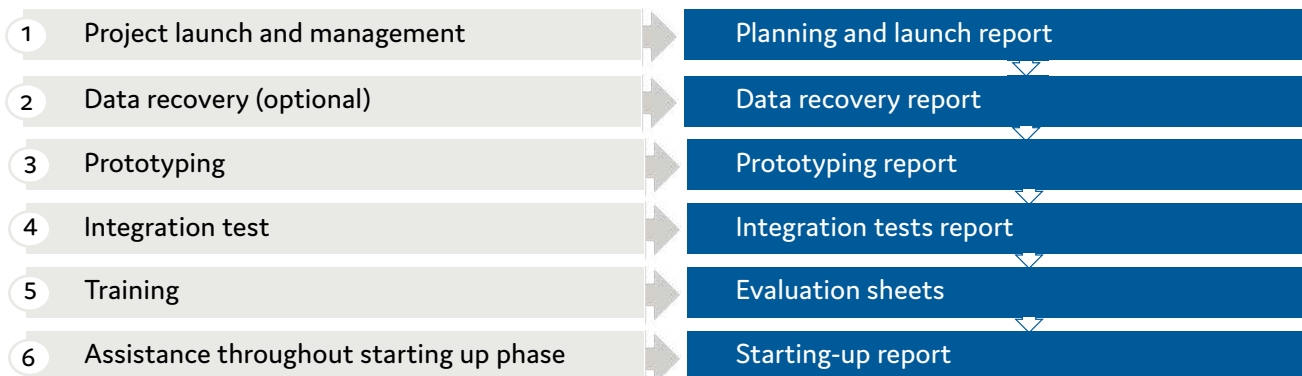 1 Project launch and management Planning and launch report
2 Data recovery (optional) Data recovery report
3 Prototyping Prototyping report
4 Integration test Integration tests report
5 Training Evaluation sheets
6 Assistance throughout starting up phase Starting-up report